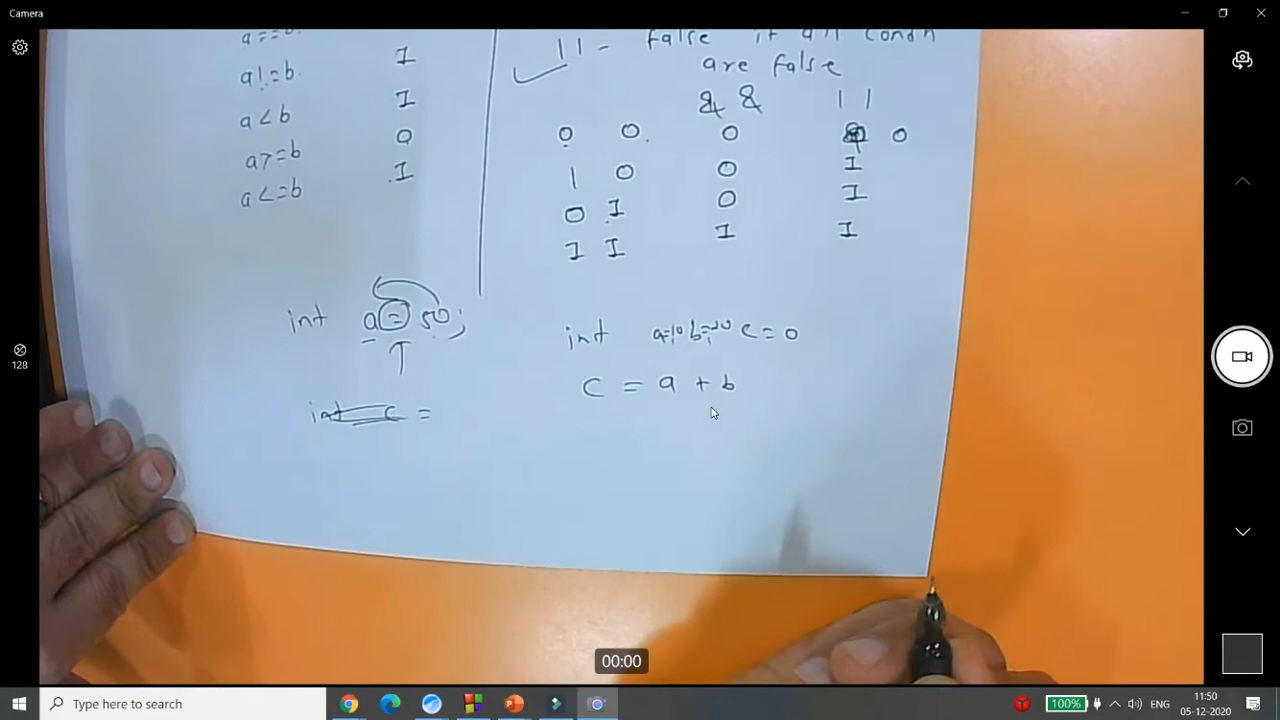 Camera
a==b.
a!=b.
a<b
a>=b
a<=b
1
1
0
1
|| - false if all condn
are false
&& ||
0 0 0 0
1 0 0 1
0 1 0 1
1 1 1 1
int a = 50;
int c =
int a=10; b=20; c=0
c = a + b
128
00:00
Type here to search
100%
ENG
11:50
05-12-2020